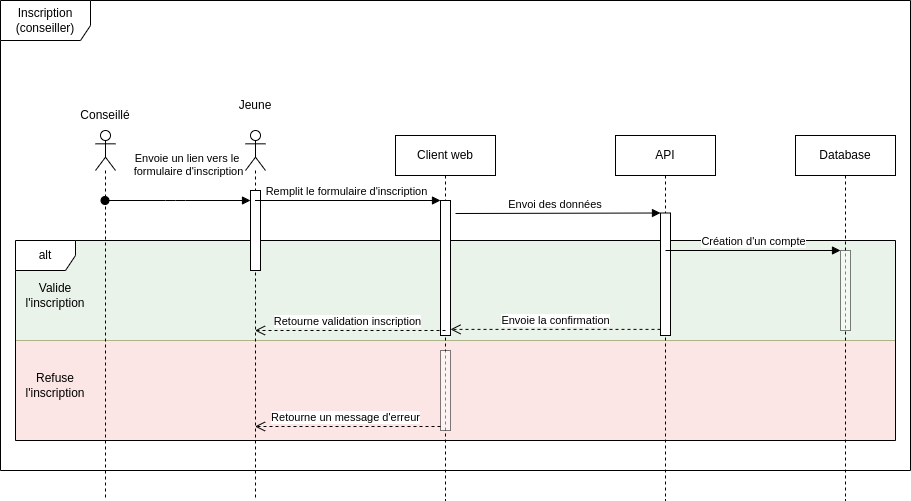 Inscription
(conseiller)
Conseillé
Jeune
Client web
API
Database
Envoie un lien vers le
formulaire d'inscription
Remplit le formulaire d'inscription
Envoi des données
Création d'un compte
alt
Valide
l'inscription
Retourne validation inscription
Envoie la confirmation
Refuse
l'inscription
Retourne un message d'erreur